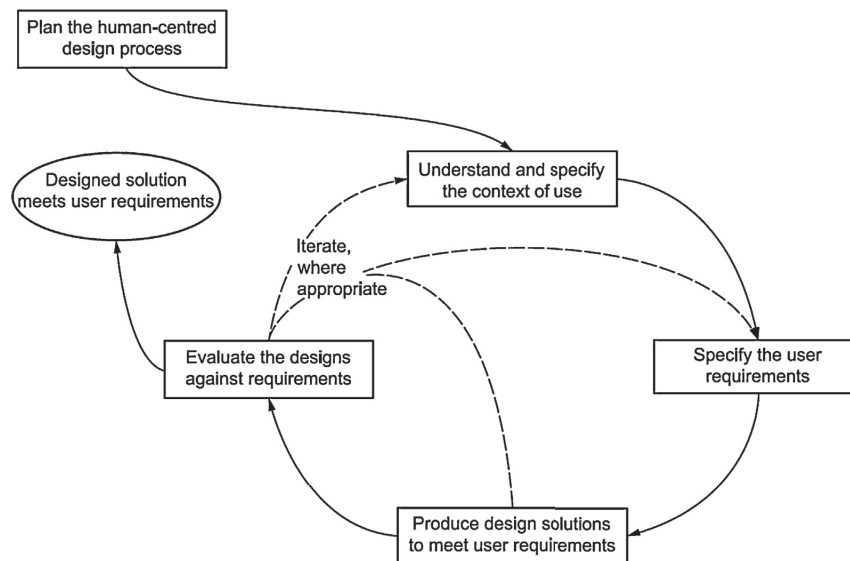 Plan the human-centred
design process
Understand and specify
the context of use
Designed solution
meets user requirements
Iterate,
where
appropriate
Evaluate the designs
against requirements
Specify the user
requirements
Produce design solutions
to meet user requirements